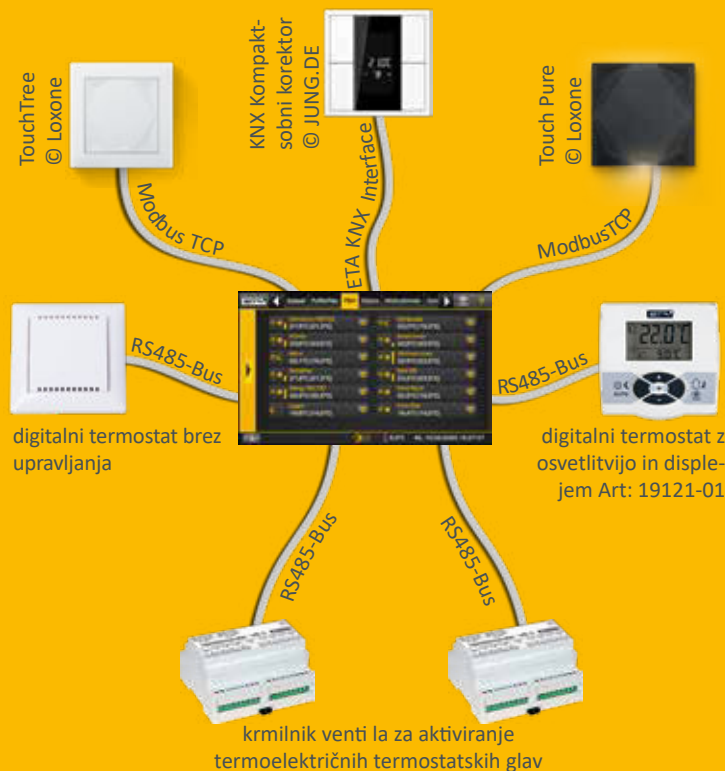 TouchTree
© Loxone
KNX Kompakt-
sobni korektor
© JUNG.DE
Touch Pure
© Loxone
Modbus TCP
ETA KNX Interface
ModbusTCP
RS485-Bus
RS485-Bus
22.0°C
digitalni termostat brez
upravljanja
digitalni termostat z
osvetlitvijo in disple-
jem Art: 19121-01
RS485-Bus
RS485-Bus
krmilnik venti la za aktiviranje
termoelektričnih termostatskih glav